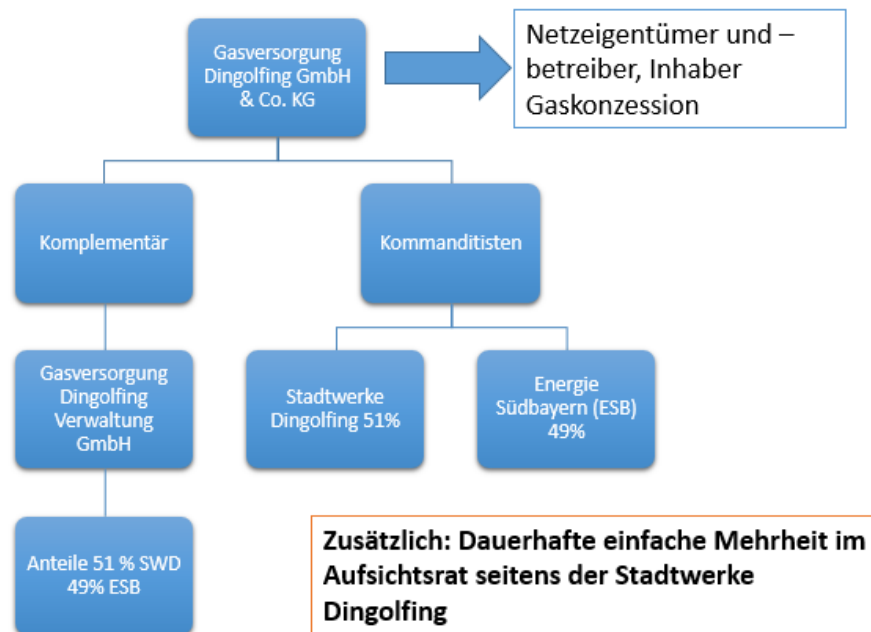 Gasversorgung
Dingolfing GmbH
& Co. KG
Netzeigentümer und –
betreiber, Inhaber
Gaskonzession
Komplementär
Kommanditisten
Gasversorgung
Dingolfing
Verwaltung
GmbH
Stadtwerke
Dingolfing 51%
Energie
Südbayern (ESB)
49%
Anteile 51 % SWD
49% ESB
Zusätzlich: Dauerhafte einfache Mehrheit im
Aufsichtsrat seitens der Stadtwerke
Dingolfing